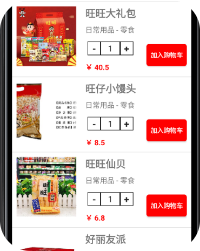 旺旺大礼包
日常用品 - 零食
- 1 +
加入购物车
￥ 40.5
旺仔小馒头
日常用品 - 零食
- 1 +
加入购物车
￥ 8.5
旺旺仙贝
日常用品 - 零食
- 1 +
加入购物车
￥ 6.8
好丽友派